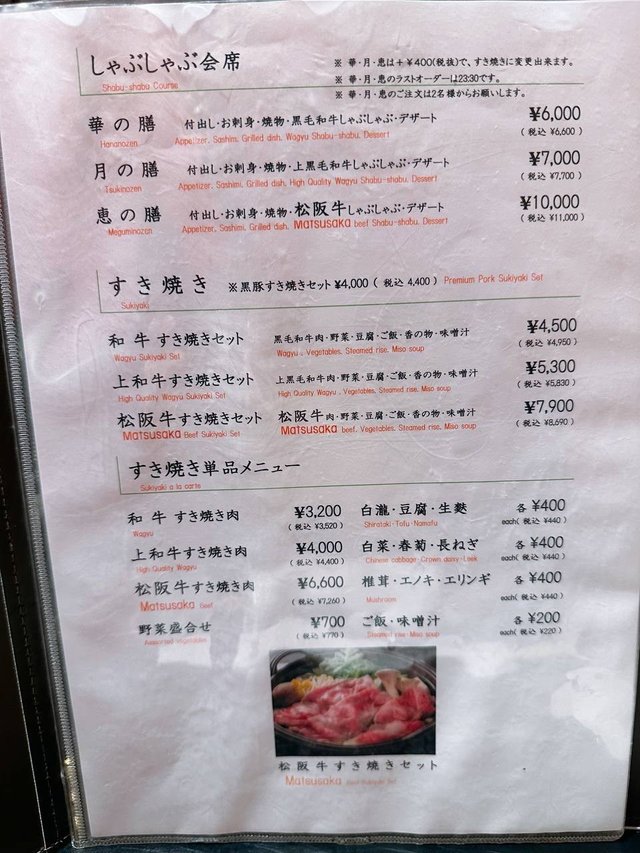 しゃぶしゃぶ会席
Shabu-shabu Course
※ 華・月・恵は＋￥400(税抜)で、すき焼きに変更出来ます。
※ 華・月・恵のラストオーダーは23:30です。
※ 華・月・恵のご注文は2名様からお願いします。
華の膳 付出し・お刺身・焼物・黒毛和牛しゃぶしゃぶ・デザート ¥6,000
Hananozen Appetizer. Sashimi. Grilled dish. Wagyu Shabu-shabu. Dessert (税込 ¥6,600)
月の膳 付出し・お刺身・焼物・上黒毛和牛しゃぶしゃぶ・デザート ¥7,000
Tsukinozen Appetizer. Sashimi. Grilled dish. High Quality Wagyu Shabu-shabu. Dessert (税込 ¥7,700)
恵の膳 付出し・お刺身・焼物・松阪牛しゃぶしゃぶ・デザート ¥10,000
Meguminozen Appetizer. Sashimi. Grilled dish. Matsusaka beef Shabu-shabu. Dessert (税込 ¥11,000)
すき焼き ※黒豚すき焼きセット ¥4,000 (税込 4,400) Premium Pork Sukiyaki Set
Sukiyaki
和牛すき焼きセット 黒毛和牛肉・野菜・豆腐・ご飯・香の物・味噌汁 ¥4,500
Wagyu Sukiyaki Set Wagyu . Vegetables. Steamed rise. Miso soup (税込 ¥4,950)
上和牛すき焼きセット 上黒毛和牛肉・野菜・豆腐・ご飯・香の物・味噌汁 ¥5,300
High Quality Wagyu Sukiyaki Set High Quality Wagyu . Vegetables. Steamed rise. Miso soup (税込 ¥5,830)
松阪牛すき焼きセット 松阪牛肉・野菜・豆腐・ご飯・香の物・味噌汁 ¥7,900
Matsusaka Beef Sukiyaki Set Matsusaka beef. Vegetables. Steamed rise. Miso soup (税込 ¥8,690)
すき焼き単品メニュー
Sukiyaki a la carte
和牛すき焼き肉 ¥3,200 白瀧・豆腐・生麩 各 ¥400
Wagyu (税込 ¥3,520) Shirataki・Tofu・Namafu each(税込 ¥440)
上和牛すき焼き肉 ¥4,000 白菜・春菊・長ねぎ 各 ¥400
High Quality Wagyu (税込 ¥4,400) Chinese cabbage・Crown daisy・Leek each(税込 ¥440)
松阪牛すき焼き肉 ¥6,600 椎茸・エノキ・エリンギ 各 ¥400
Matsusaka Beef (税込 ¥7,260) Mushroom each(税込 ¥440)
野菜盛合せ ¥700 ご飯・味噌汁 各 ¥200
Assorted vegetables (税込 ¥770) Steamed rise・Miso soup each(税込 ¥220)
松阪牛すき焼きセット
Matsusaka Beef Sukiyaki Set